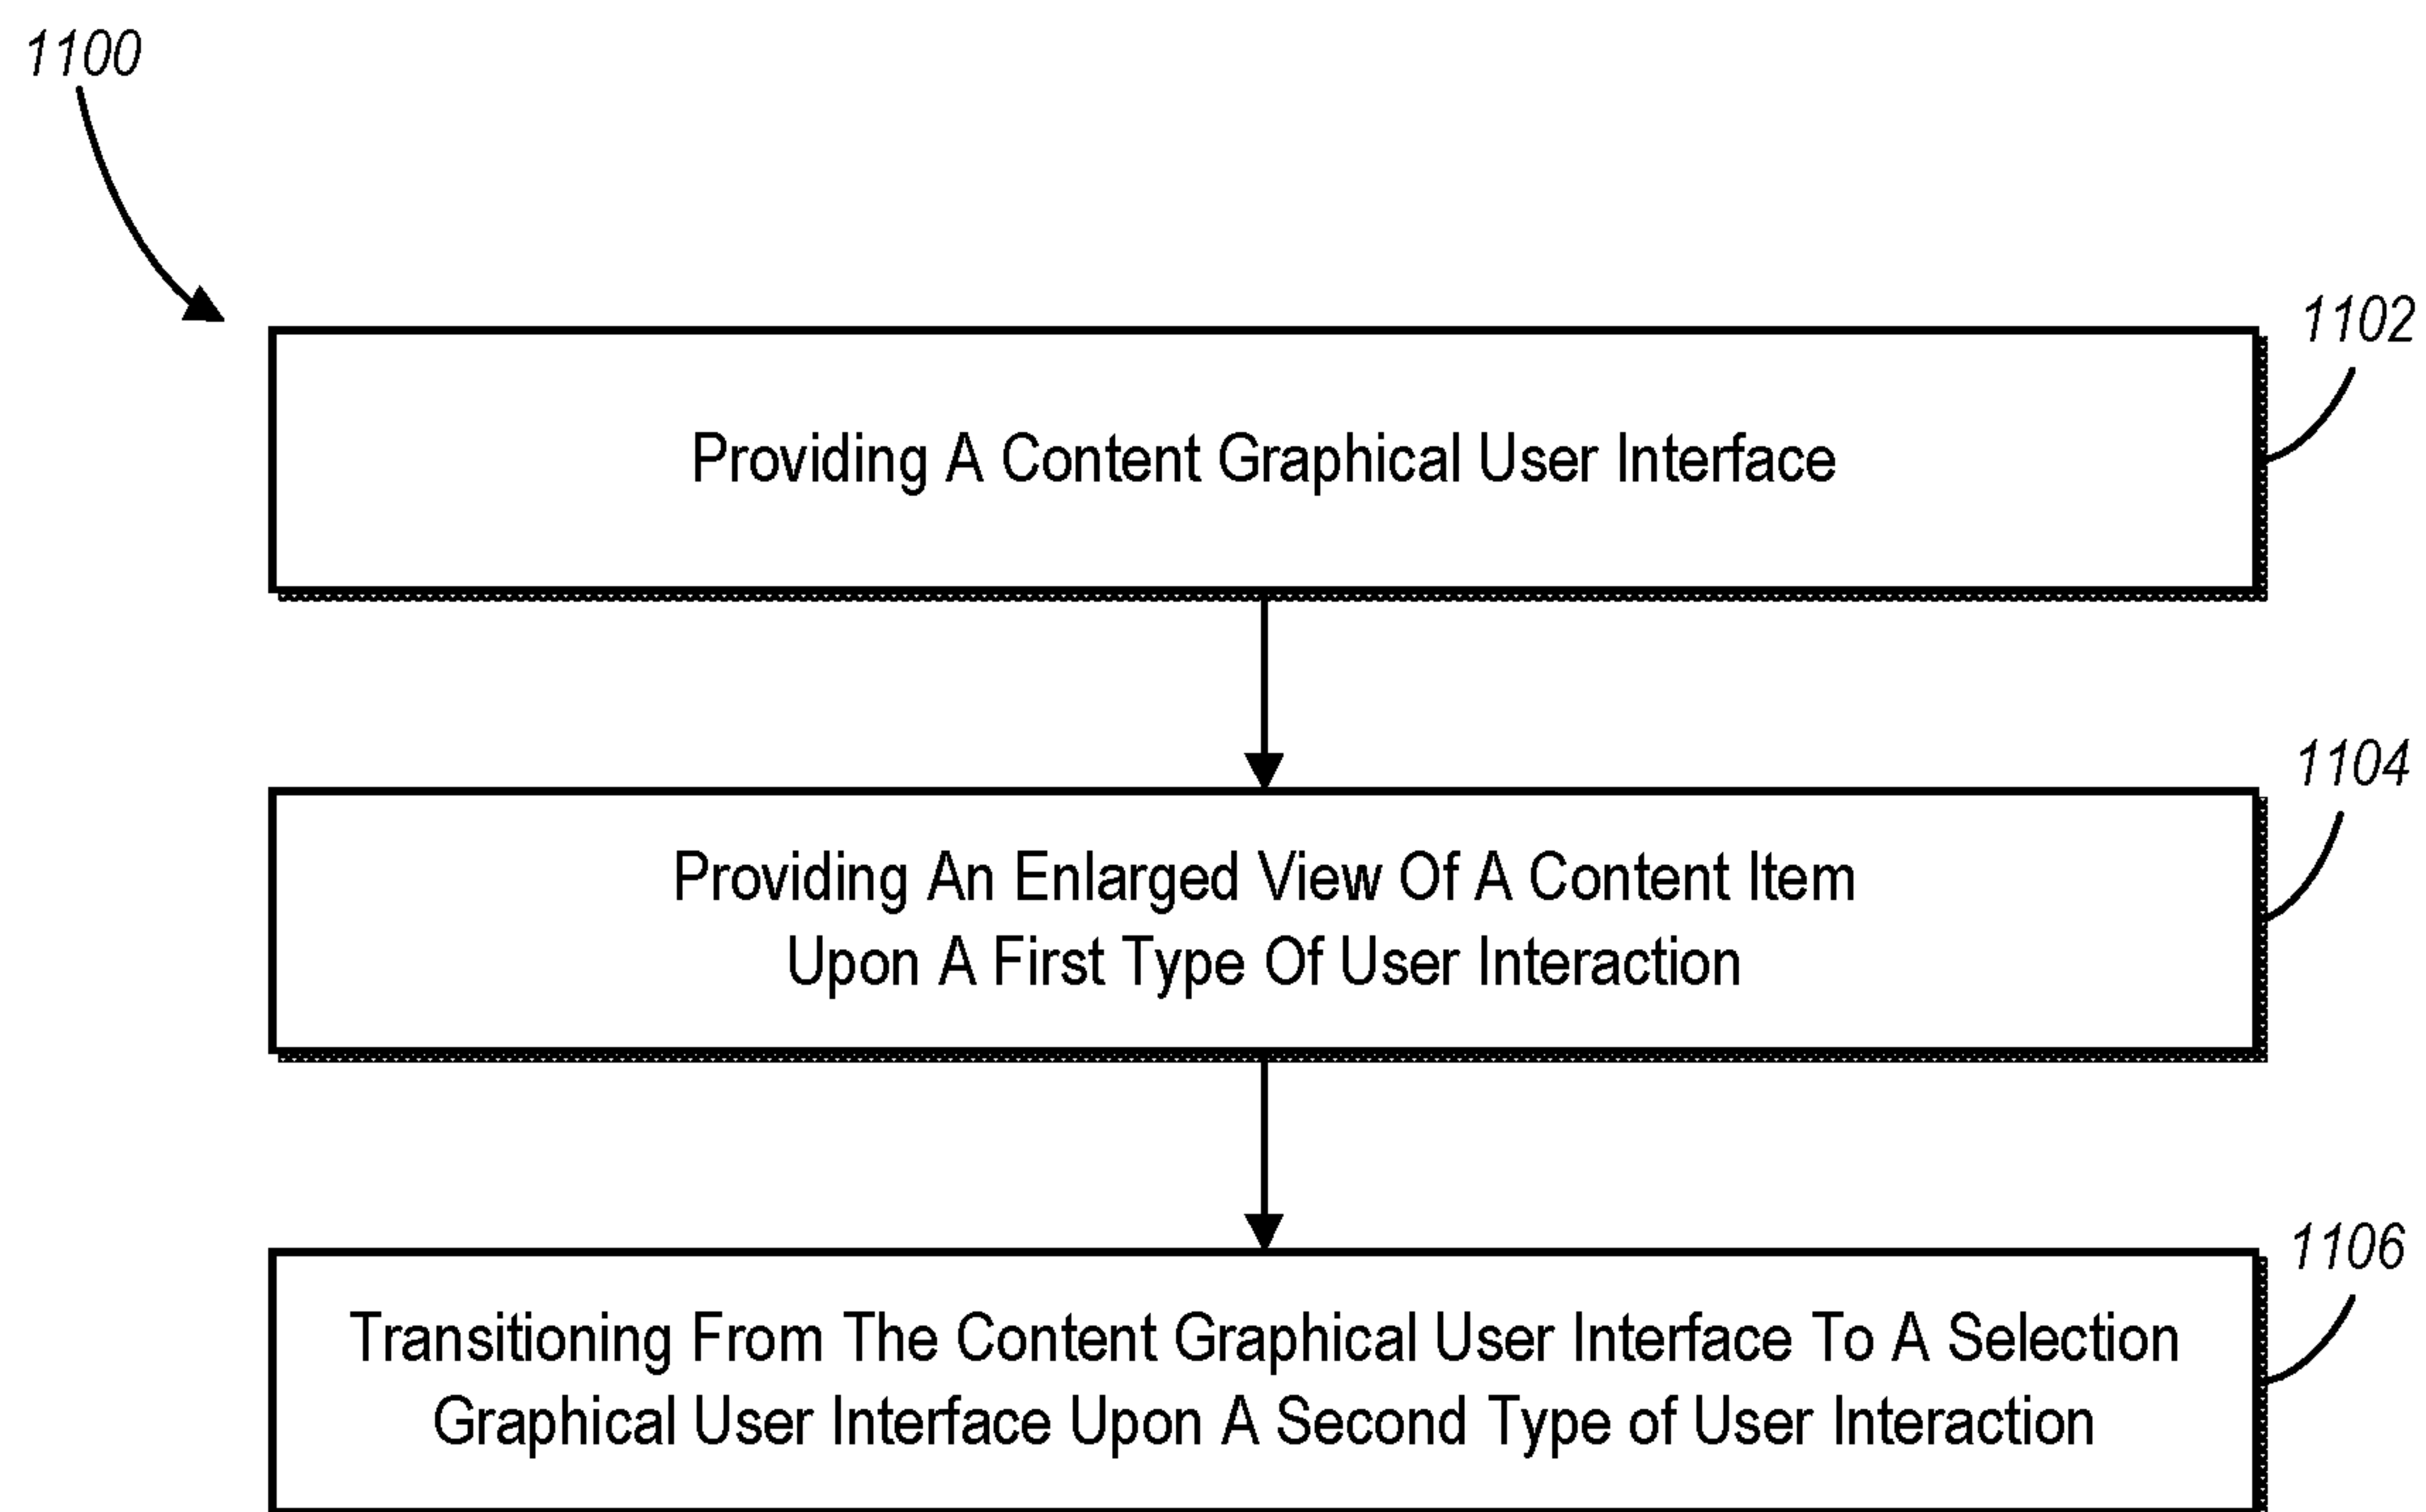 1100
1102
Providing A Content Graphical User Interface
1104
Providing An Enlarged View Of A Content Item
Upon A First Type Of User Interaction
1106
Transitioning From The Content Graphical User Interface To A Selection
Graphical User Interface Upon A Second Type of User Interaction